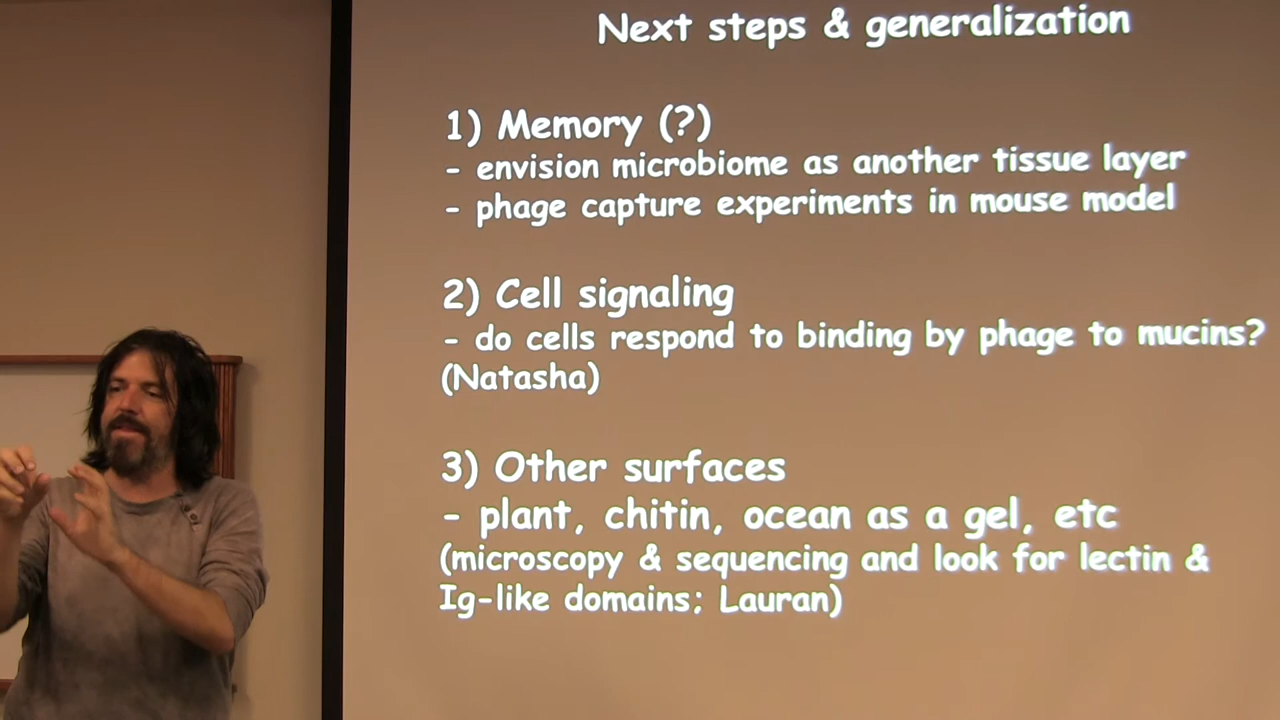 Next steps & generalization
1) Memory (?)
- envision microbiome as another tissue layer
- phage capture experiments in mouse model
2) Cell signaling
- do cells respond to binding by phage to mucins?
(Natasha)
3) Other surfaces
- plant, chitin, ocean as a gel, etc
(microscopy & sequencing and look for lectin &
Ig-like domains; Lauran)